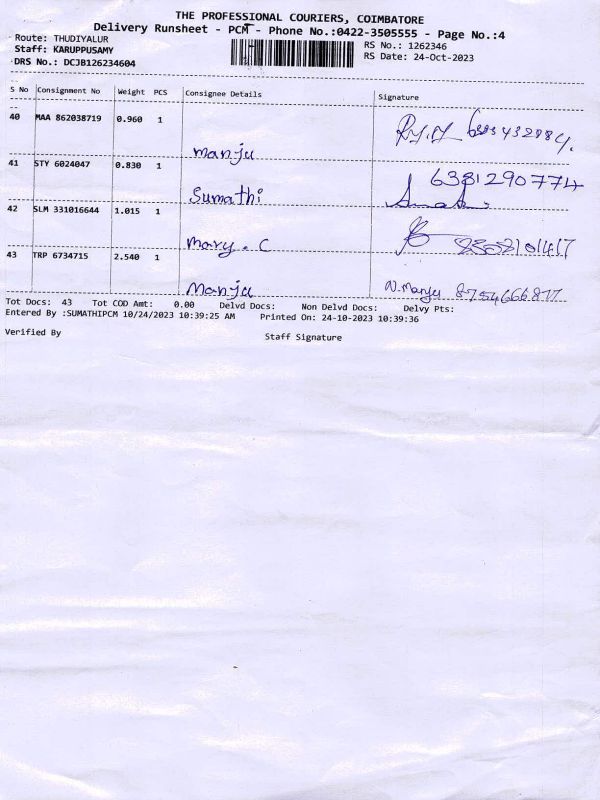 THE PROFESSIONAL COURIERS, COIMBATORE
Delivery Runsheet - PCM - Phone No.:0422-3505555 - Page No.:4
Route: THUDIYALUR
RS No.: 1262346
Staff: KARUPPUSAMY
RS Date: 24-Oct-2023
DRS No.: DCJB126234604
S No Consignment No Weight PCS Consignee Details Signature
40 MAA 862038719 0.960 1
Manju
41 STY 6024047 0.830 1 6381290774
Sumathi
42 SLM 331016644 1.015 1
Mary. C
43 TRP 6734715 2.540 1
Manju N.Manju
Tot Docs: 43 Tot COD Amt: 0.00 Delvd Docs: Non Delvd Docs: Delvy Pts:
Entered By :SUMATHIPCM 10/24/2023 10:39:25 AM Printed On: 24-10-2023 10:39:36
Verified By
Staff Signature